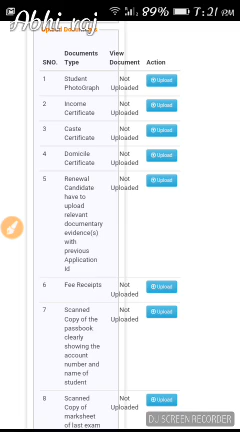 Abhi raj
89% 7:21 PM
Upload Documents
SNO. Documents Type View Document Action
1 Student PhotoGraph Not Uploaded Upload
2 Income Certificate Not Uploaded Upload
3 Caste Certificate Not Uploaded Upload
4 Domicile Certificate Not Uploaded Upload
5 Renewal Candidate have to upload relevant documentary evidence(s) with previous Application Id Not Uploaded Upload
6 Fee Receipts Not Uploaded Upload
7 Scanned Copy of the passbook clearly showing the account number and name of student Not Uploaded Upload
8 Scanned Copy of marksheet of last exam Not Uploaded Upload
DU SCREEN RECORDER